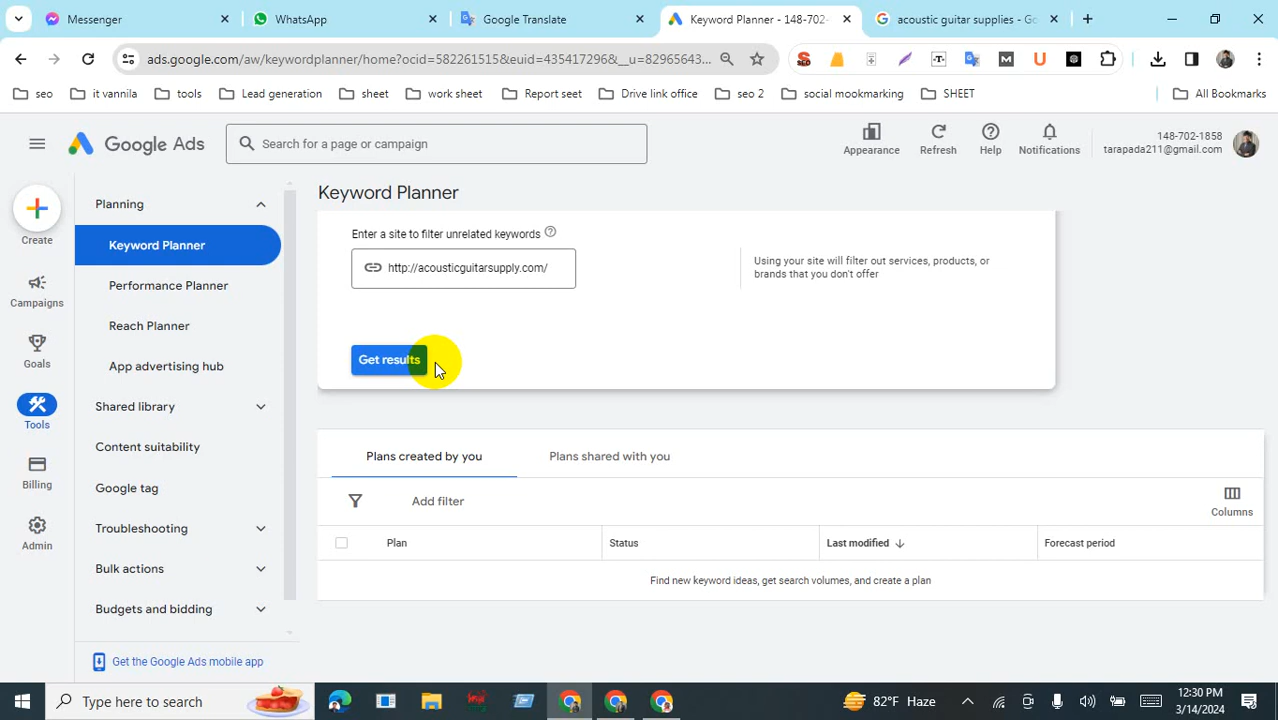 Messenger
WhatsApp
Google Translate
Keyword Planner - 148-702-
acoustic guitar supplies - Go
ads.google.com/aw/keywordplanner/home?ocid=582261515&euid=435417296&__u=82965643...
seo
it vannila
tools
Lead generation
sheet
work sheet
Report seet
Drive link office
seo 2
social mookmarking
SHEET
All Bookmarks
Google Ads
Search for a page or campaign
Appearance
Refresh
Help
Notifications
148-702-1858
tarapada211@gmail.com
Create
Campaigns
Goals
Tools
Billing
Admin
Planning
Keyword Planner
Performance Planner
Reach Planner
App advertising hub
Shared library
Content suitability
Google tag
Troubleshooting
Bulk actions
Budgets and bidding
Get the Google Ads mobile app
Keyword Planner
Enter a site to filter unrelated keywords
http://acousticguitarsupply.com/
Using your site will filter out services, products, or
brands that you don't offer
Get results
Plans created by you
Plans shared with you
Add filter
Columns
Plan
Status
Last modified
Forecast period
Find new keyword ideas, get search volumes, and create a plan
Type here to search
82°F Haze
12:30 PM
3/14/2024